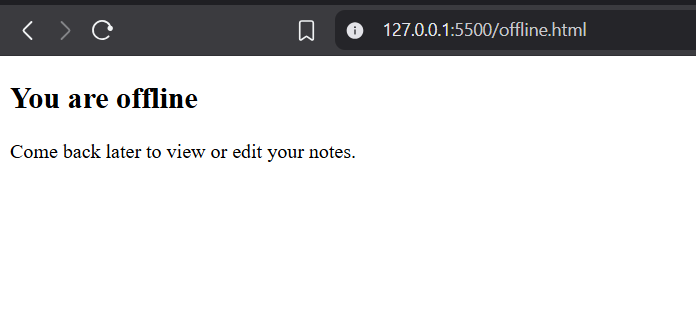 127.0.0.1:5500/offline.html
You are offline
Come back later to view or edit your notes.